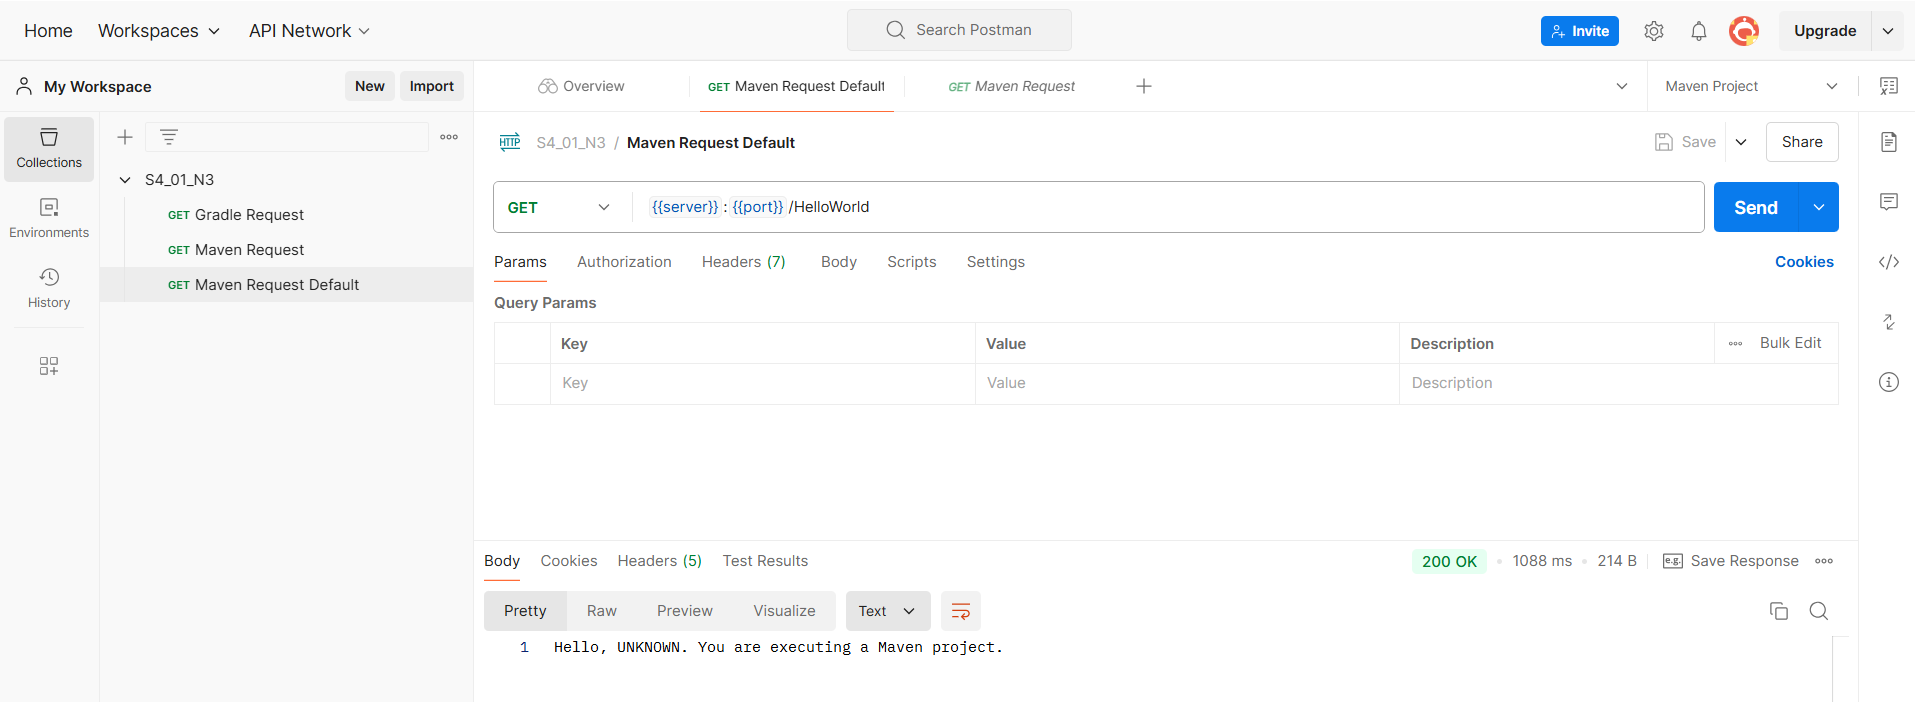 Home Workspaces API Network Search Postman Invite Upgrade
My Workspace New Import Overview GET Maven Request Default GET Maven Request Maven Project
Collections
Environments
History
S4_01_N3
GET Gradle Request
GET Maven Request
GET Maven Request Default
HTTP S4_01_N3 / Maven Request Default Save Share
GET {{server}} : {{port}} /HelloWorld Send
Params Authorization Headers (7) Body Scripts Settings Cookies
Query Params
Key Value Description Bulk Edit
Key Value Description
Body Cookies Headers (5) Test Results 200 OK 1088 ms 214 B e.g. Save Response
Pretty Raw Preview Visualize Text
1 Hello, UNKNOWN. You are executing a Maven project.